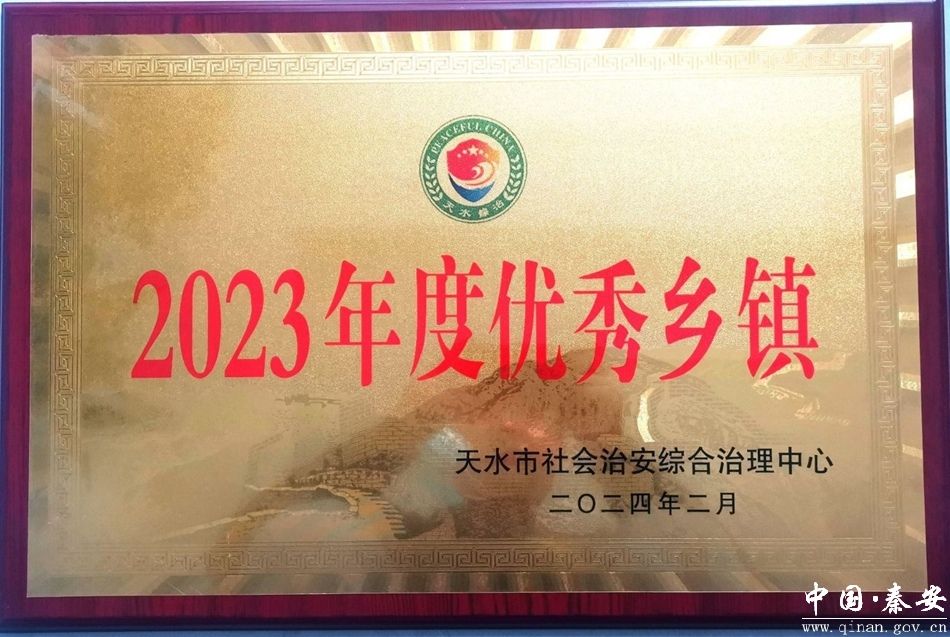 PEACEFUL CHINA
天水综治
2023年度优秀乡镇
天水市社会治安综合治理中心
二〇二四年二月
中国·秦安
www.qinan.gov.cn